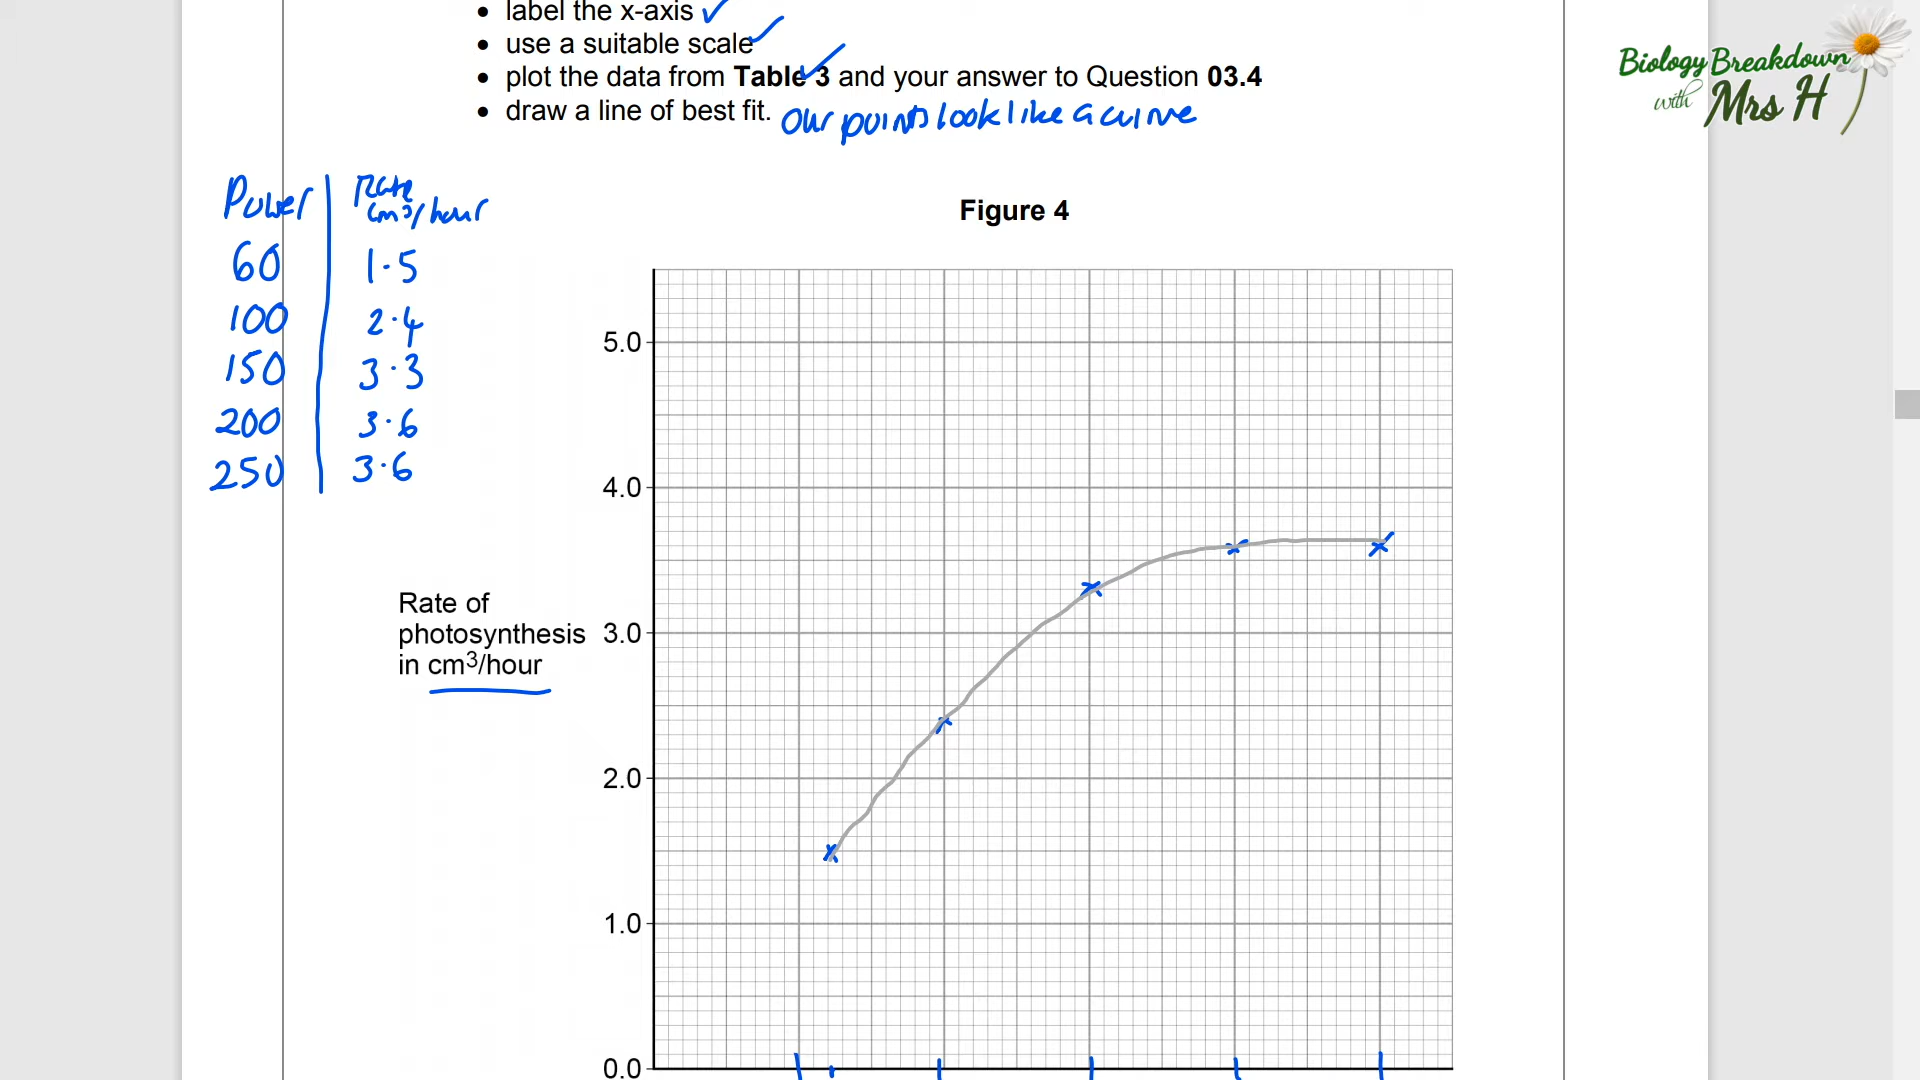 • label the x-axis ✓
• use a suitable scale ✓
• plot the data from Table 3 and your answer to Question 03.4
• draw a line of best fit. Our points look like a curve
Biology Breakdown
with Mrs H
Power Rate cm³/hour
60 1.5
100 2.4
150 3.3
200 3.6
250 3.6
Figure 4
5.0
4.0
Rate of
photosynthesis 3.0
in cm³/hour
2.0
1.0
0.0